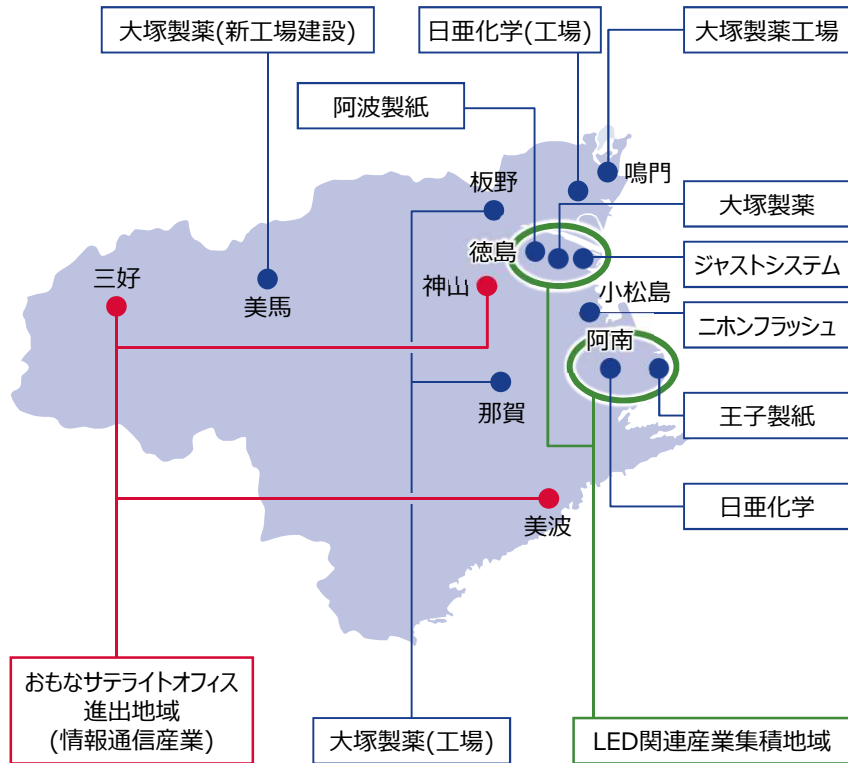 大塚製薬(新工場建設)
日亜化学(工場)
大塚製薬工場
阿波製紙
板野
鳴門
大塚製薬
徳島
ジャストシステム
三好
美馬
神山
小松島
ニホンフラッシュ
阿南
那賀
王子製紙
日亜化学
美波
おもなサテライトオフィス
進出地域
(情報通信産業)
大塚製薬(工場)
LED関連産業集積地域